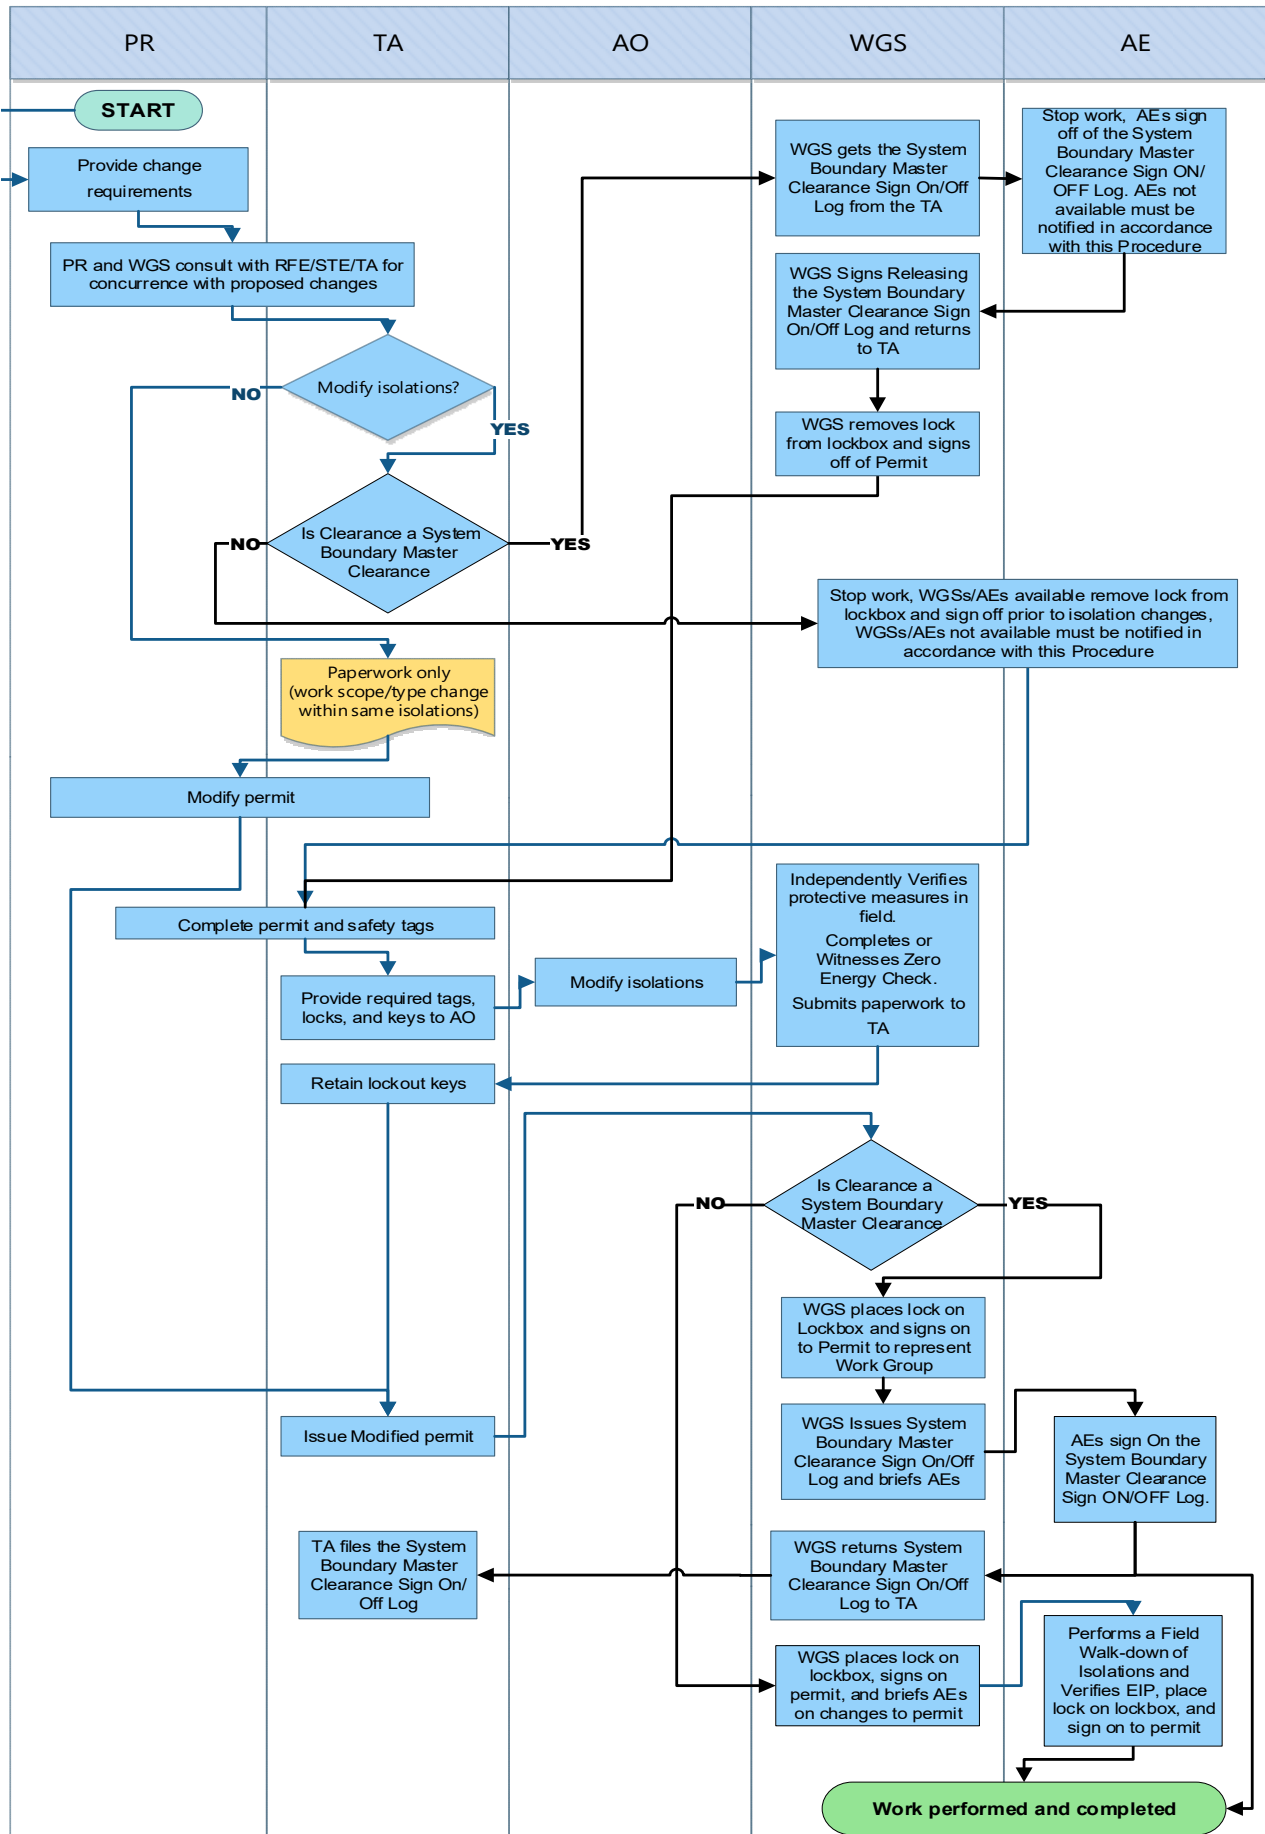 PR
TA
AO
WGS
AE
START
Provide change
requirements
PR and WGS consult with RFE/STE/TA for
concurrence with proposed changes
Modify isolations?
NO
YES
Is Clearance a System
Boundary Master
Clearance
NO
YES
WGS gets the System
Boundary Master
Clearance Sign On/Off
Log from the TA
Stop work, AEs sign
off of the System
Boundary Master
Clearance Sign ON/
OFF Log. AEs not
available must be
notified in accordance
with this Procedure
WGS Signs Releasing
the System Boundary
Master Clearance Sign
On/Off Log and returns
to TA
WGS removes lock
from lockbox and signs
off of Permit
Stop work, WGSs/AEs available remove lock from
lockbox and sign off prior to isolation changes,
WGSs/AEs not available must be notified in
accordance with this Procedure
Paperwork only
(work scope/type change
within same isolations)
Modify permit
Complete permit and safety tags
Provide required tags,
locks, and keys to AO
Modify isolations
Independently Verifies
protective measures in
field.
Completes or
Witnesses Zero
Energy Check.
Submits paperwork to
TA
Retain lockout keys
Is Clearance a
System Boundary
Master Clearance
NO
YES
WGS places lock on
Lockbox and signs on
to Permit to represent
Work Group
Issue Modified permit
WGS Issues System
Boundary Master
Clearance Sign On/Off
Log and briefs AEs
AEs sign On the
System Boundary
Master Clearance
Sign ON/OFF Log.
TA files the System
Boundary Master
Clearance Sign On/
Off Log
WGS returns System
Boundary Master
Clearance Sign On/Off
Log to TA
WGS places lock on
lockbox, signs on
permit, and briefs AEs
on changes to permit
Performs a Field
Walk-down of
Isolations and
Verifies EIP, place
lock on lockbox, and
sign on to permit
Work performed and completed